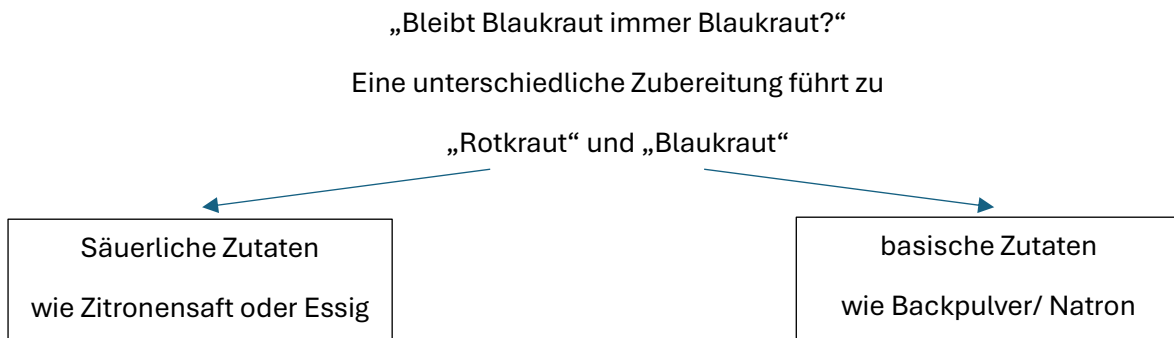 „Bleibt Blaukraut immer Blaukraut?“
Eine unterschiedliche Zubereitung führt zu
„Rotkraut“ und „Blaukraut“
Säuerliche Zutaten
wie Zitronensaft oder Essig
basische Zutaten
wie Backpulver/ Natron